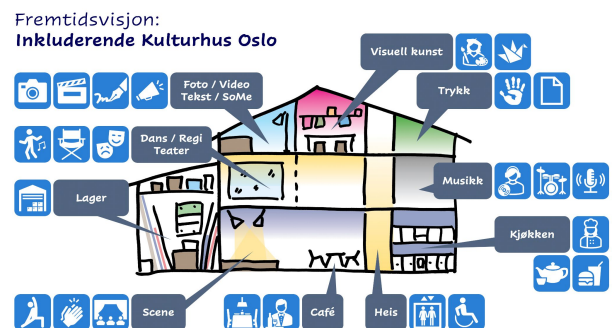 Fremtidsvisjon:
Inkluderende Kulturhus Oslo
Visuell kunst
Foto / Video
Tekst / SoMe
Trykk
Dans / Regi
Teater
Musikk
Lager
Kjøkken
Scene
Café
Heis